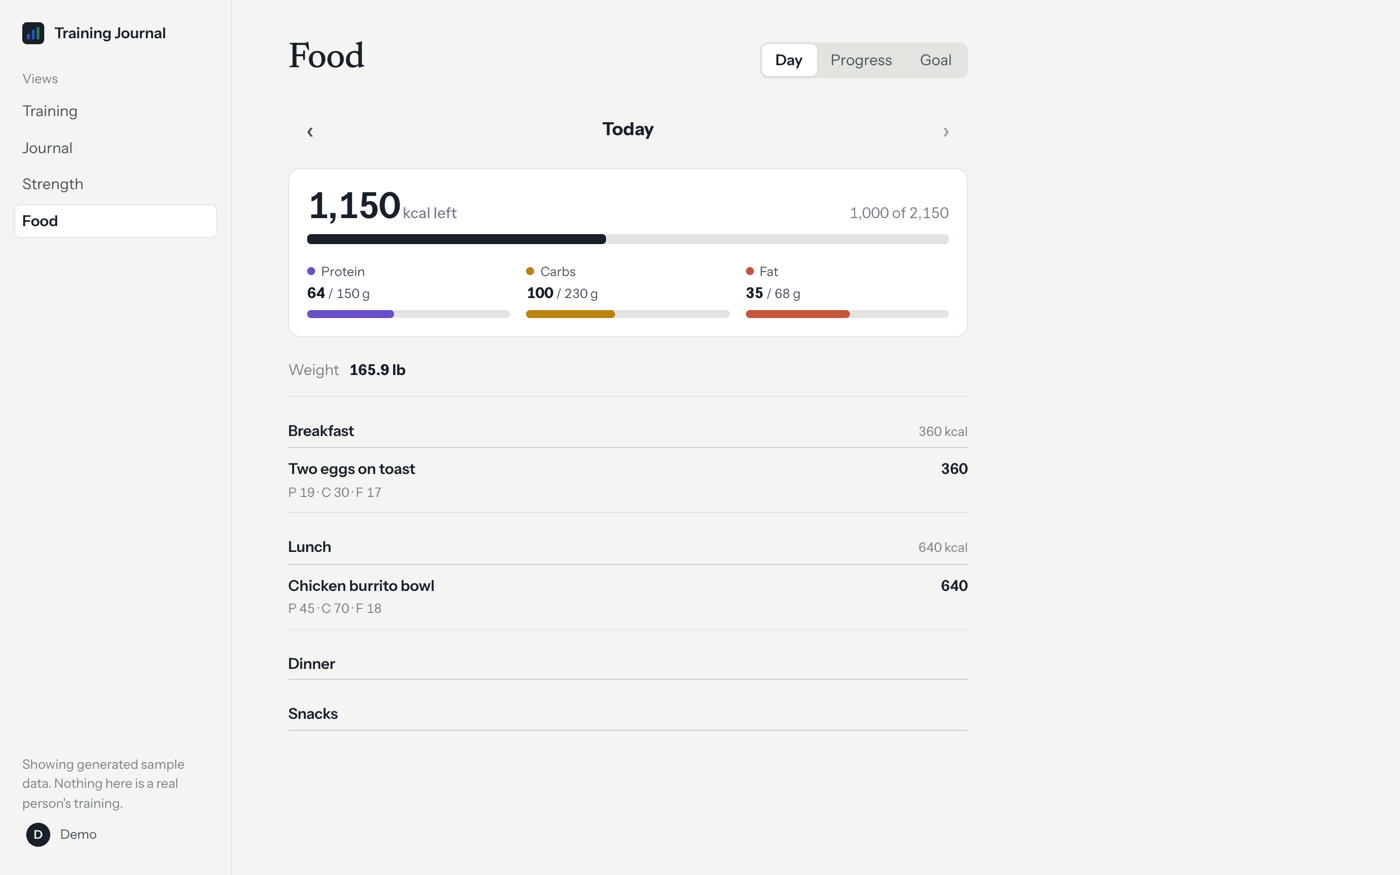 Training Journal
Views
Training
Journal
Strength
Food
Showing generated sample
data. Nothing here is a real
person's training.
D Demo
Food
Day Progress Goal
‹ Today ›
1,150 kcal left 1,000 of 2,150
Protein Carbs Fat
64 / 150 g 100 / 230 g 35 / 68 g
Weight 165.9 lb
Breakfast 360 kcal
Two eggs on toast 360
P 19 · C 30 · F 17
Lunch 640 kcal
Chicken burrito bowl 640
P 45 · C 70 · F 18
Dinner
Snacks